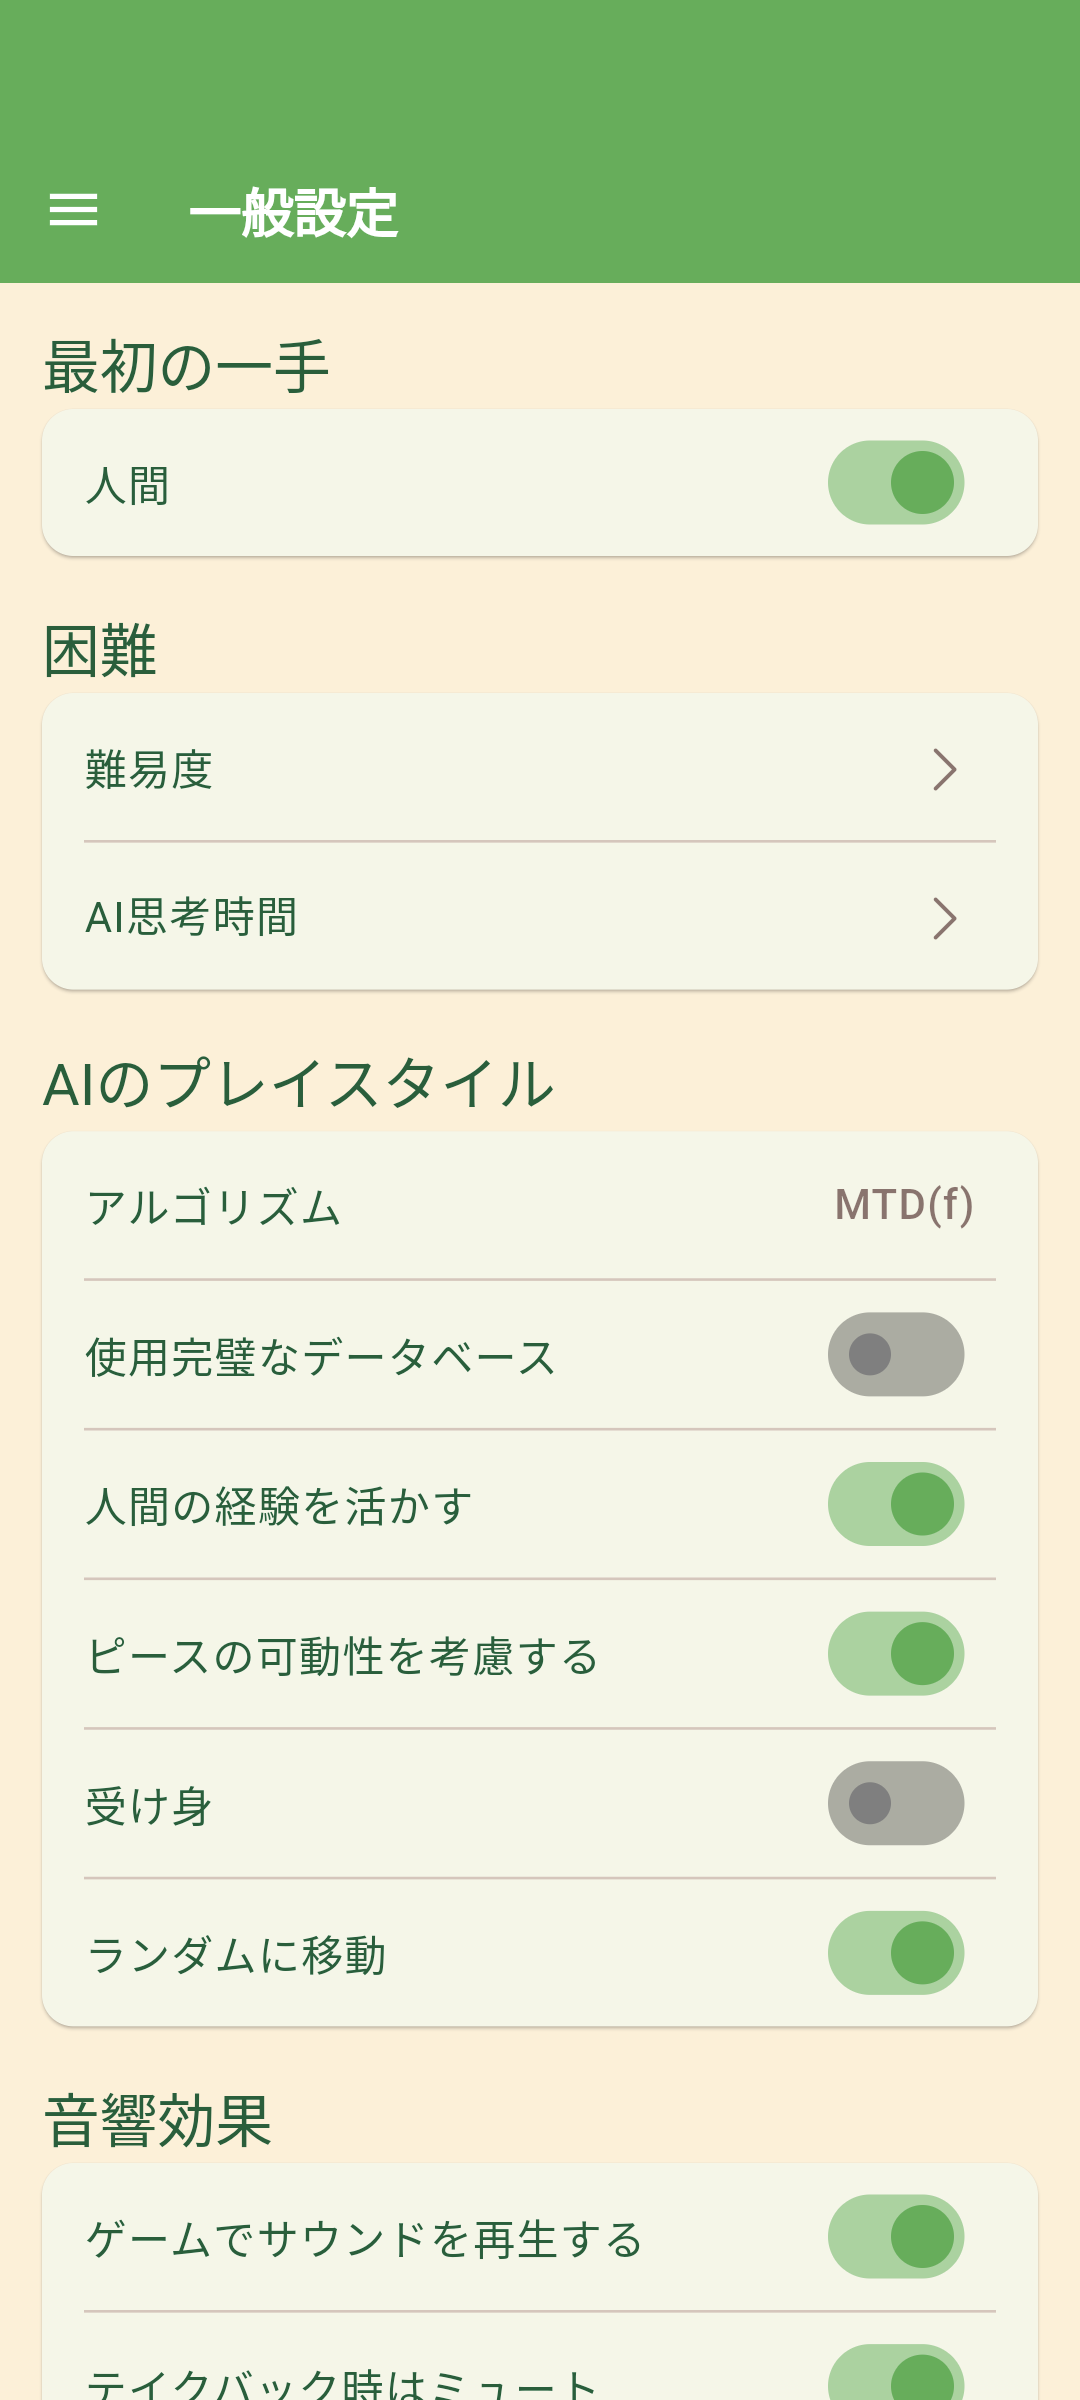 一般設定
最初の一手
人間
困難
難易度
AI思考時間
AIのプレイスタイル
アルゴリズム
MTD(f)
使用完璧なデータベース
人間の経験を活かす
ピースの可動性を考慮する
受け身
ランダムに移動
音響効果
ゲームでサウンドを再生する
テイクバック時はミュート